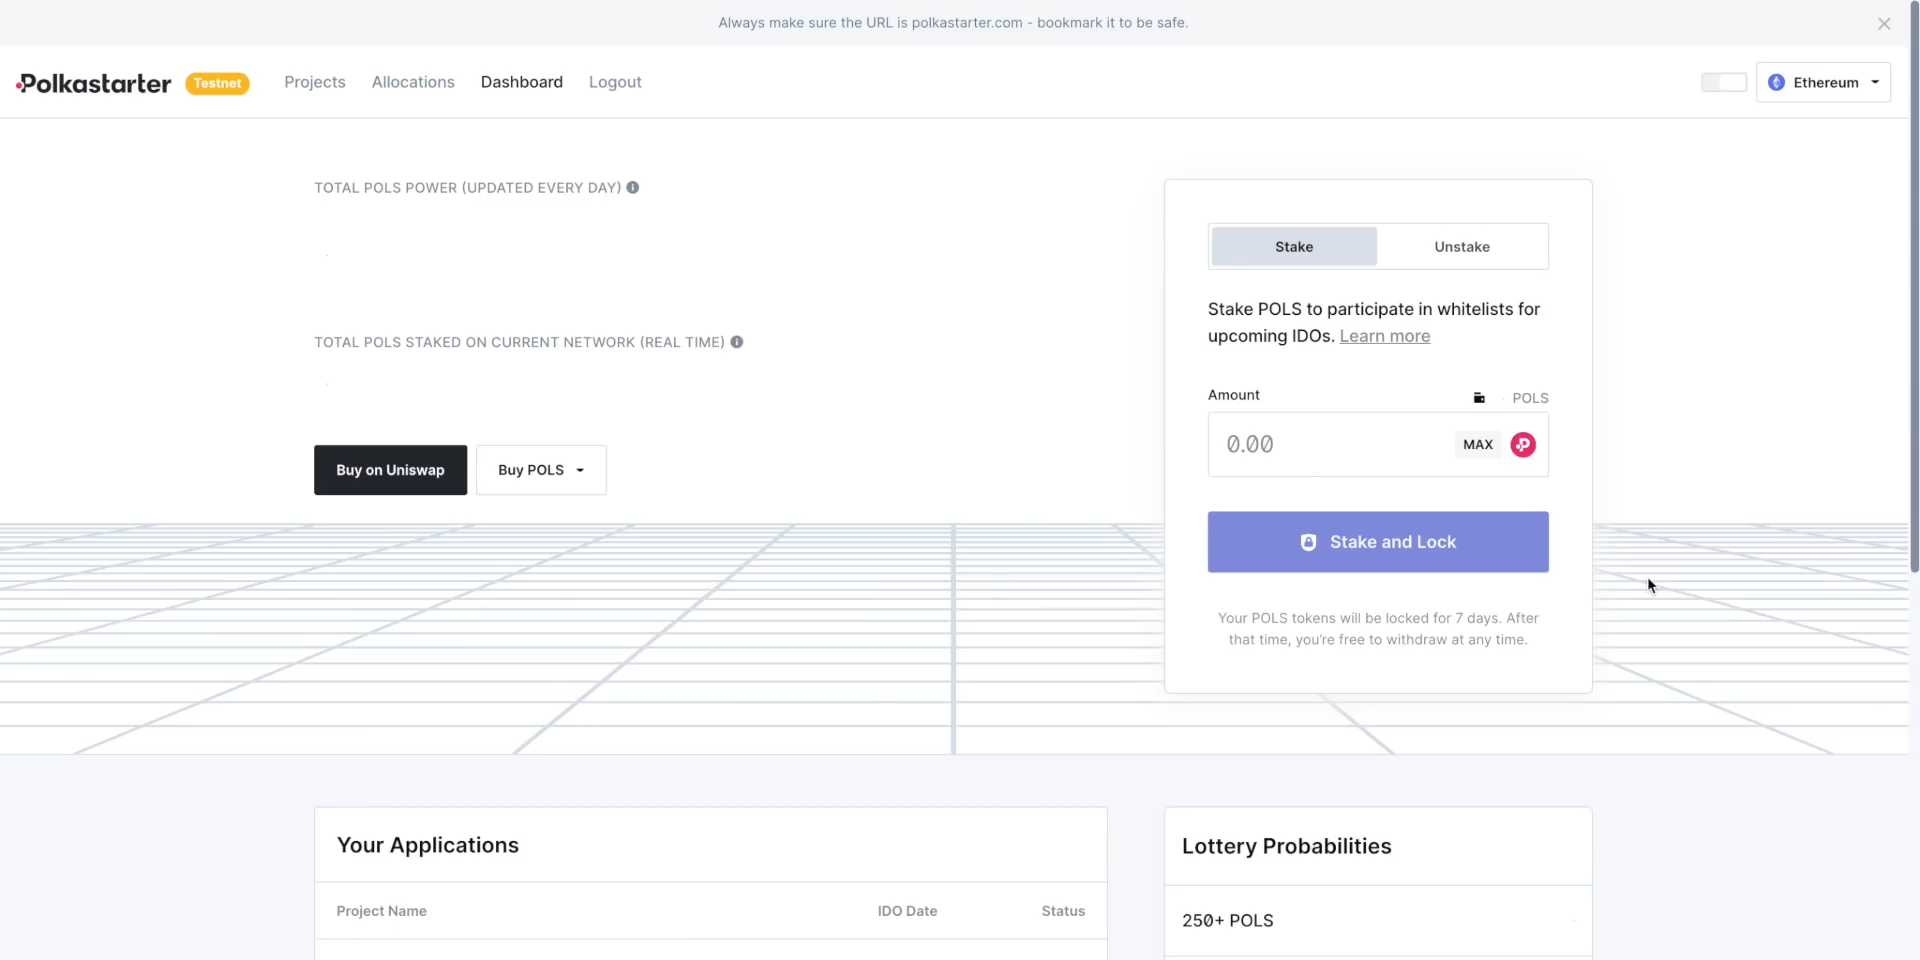 Always make sure the URL is polkastarter.com - bookmark it to be safe.
Polkastarter Testnet Projects Allocations Dashboard Logout Ethereum
TOTAL POLS POWER (UPDATED EVERY DAY)
TOTAL POLS STAKED ON CURRENT NETWORK (REAL TIME)
Buy on Uniswap Buy POLS
Stake Unstake
Stake POLS to participate in whitelists for
upcoming IDOs. Learn more
Amount POLS
0.00 MAX
Stake and Lock
Your POLS tokens will be locked for 7 days. After
that time, you're free to withdraw at any time.
Your Applications
Project Name IDO Date Status
Lottery Probabilities
250+ POLS